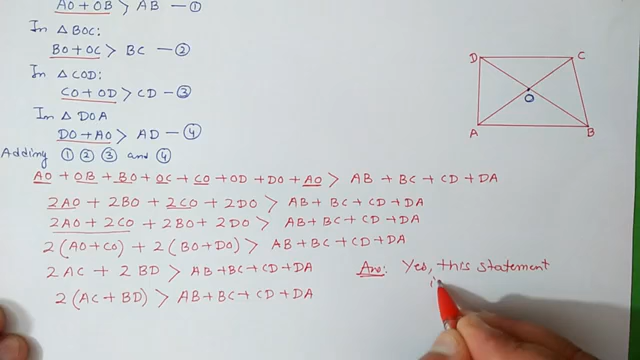 AO + OB > AB — ①
In △ BOC:
BO + OC > BC — ②
In △ COD:
CO + OD > CD — ③
In △ DOA
DO + AO > AD — ④
Adding ① ② ③ and ④
AO + OB + BO + OC + CO + OD + DO + AO > AB + BC + CD + DA
2AO + 2BO + 2CO + 2DO > AB + BC + CD + DA
2AO + 2CO + 2BO + 2DO > AB + BC + CD + DA
2(AO+CO) + 2(BO+DO) > AB + BC + CD + DA
2AC + 2BD > AB+BC+CD+DA
2(AC+BD) > AB+BC+CD+DA
Ans: Yes, this statement
i
D
C
O
A
B